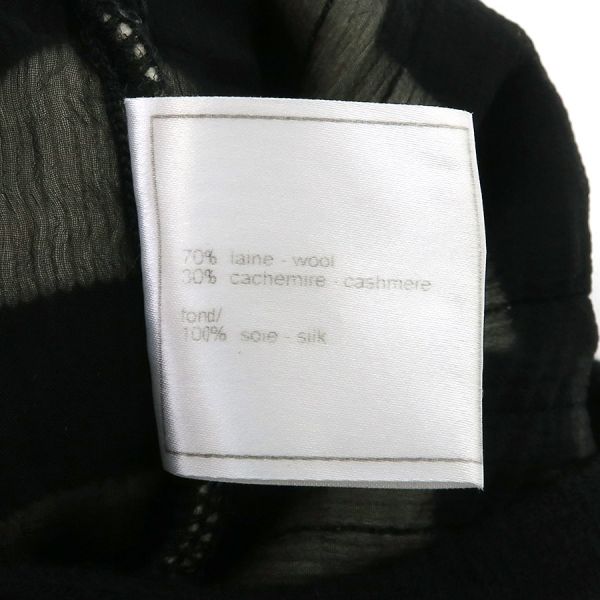 70% laine - wool
30% cachemire - cashmere
fond/
100% soie - silk